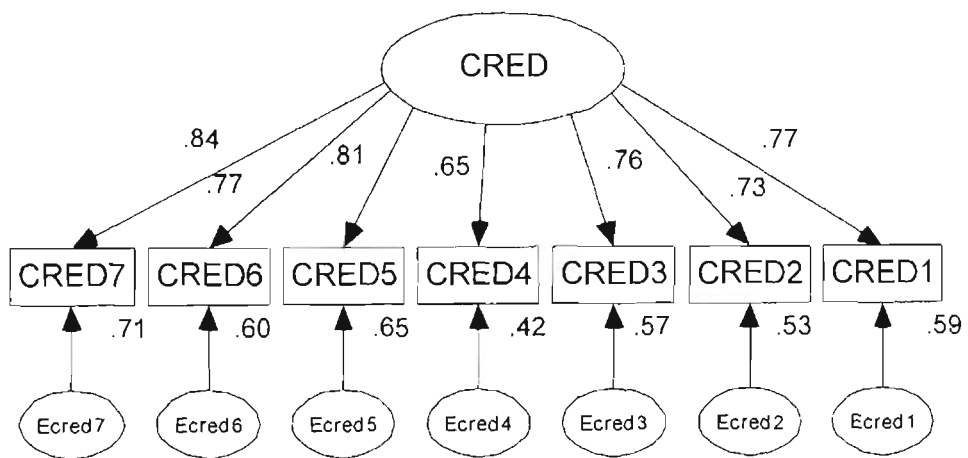 CRED
.84 .77 .81 .65 .76 .73 .77
CRED7 CRED6 CRED5 CRED4 CRED3 CRED2 CRED1
.71 .60 .65 .42 .57 .53 .59
Ecred7 Ecred6 Ecred5 Ecred4 Ecred3 Ecred2 Ecred1